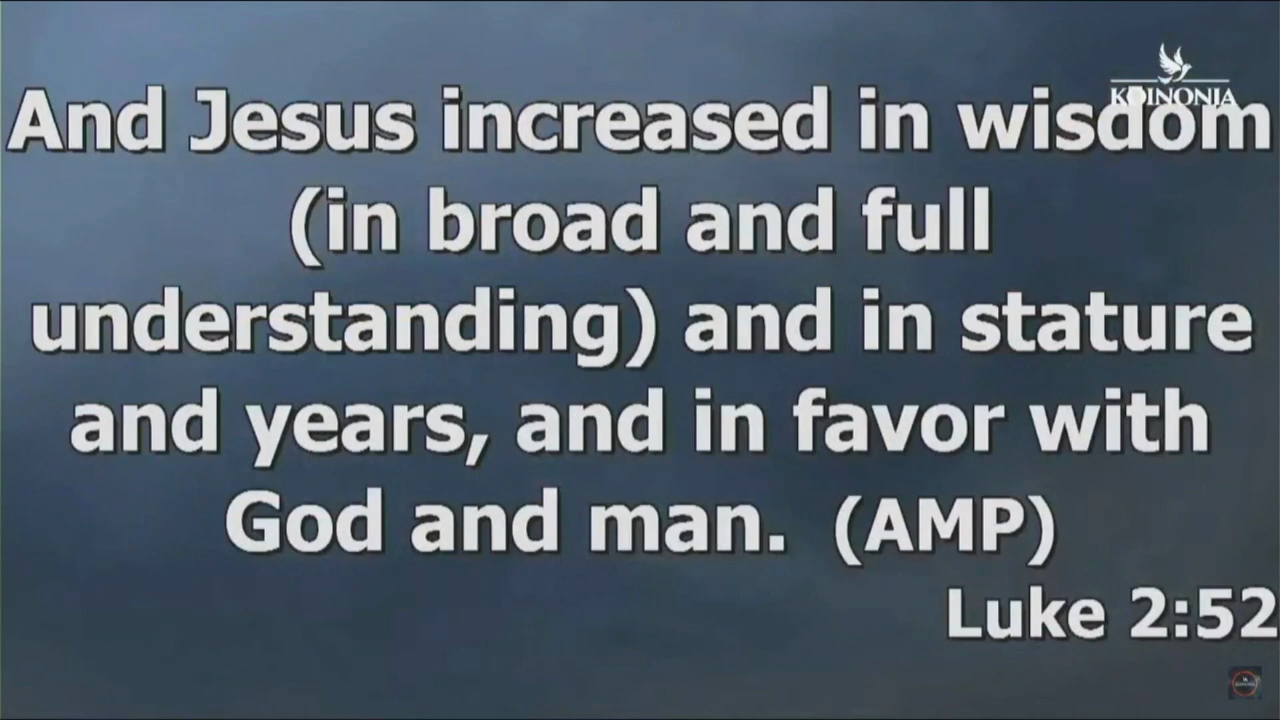 KOINONIA
And Jesus increased in wisdom
(in broad and full
understanding) and in stature
and years, and in favor with
God and man. (AMP)
Luke 2:52